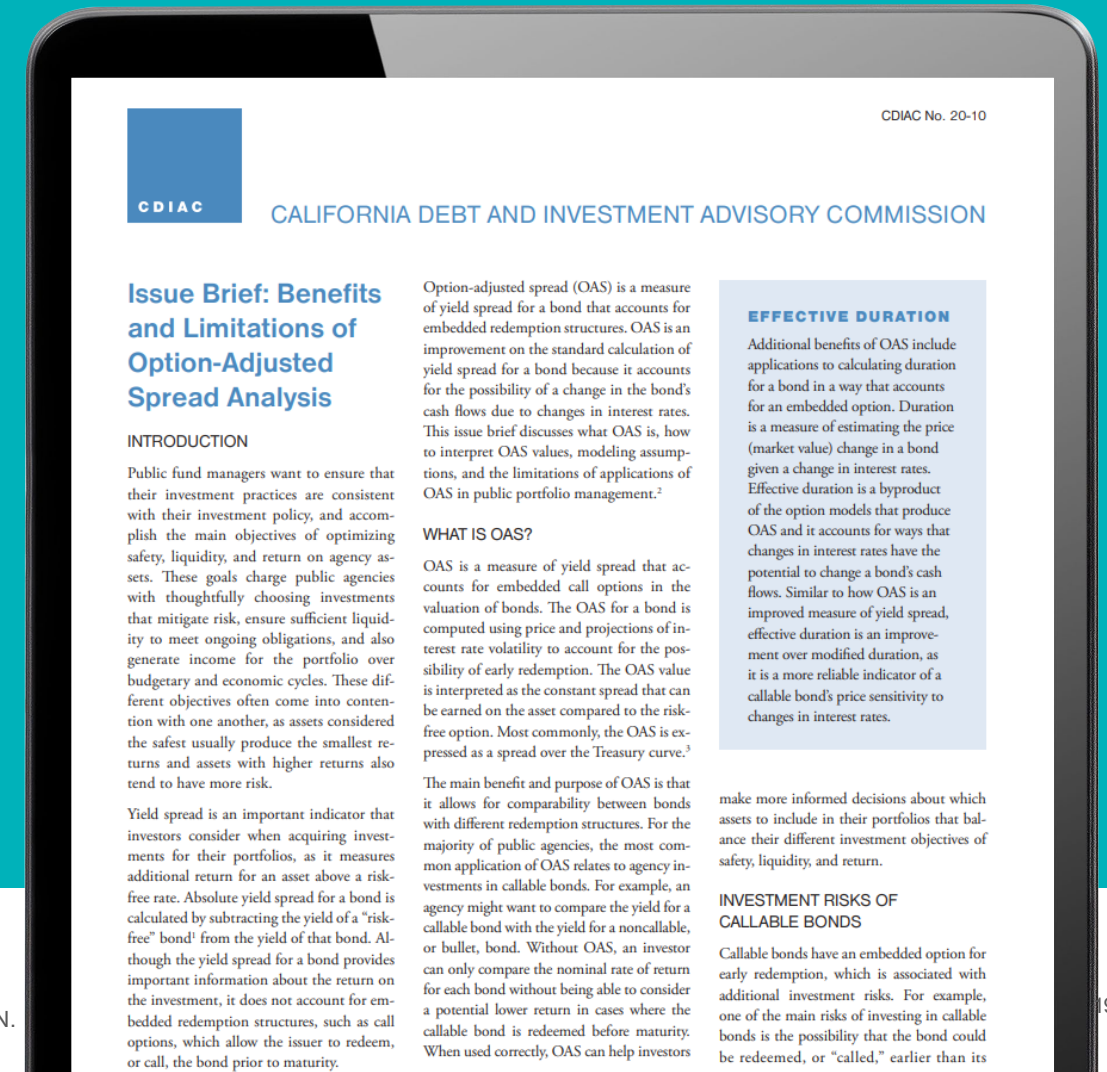 CDIAC No. 20-10
CDIAC
CALIFORNIA DEBT AND INVESTMENT ADVISORY COMMISSION
Issue Brief: Benefits
and Limitations of
Option-Adjusted
Spread Analysis
INTRODUCTION
Public fund managers want to ensure that
their investment practices are consistent
with their investment policy, and accom-
plish the main objectives of optimizing
safety, liquidity, and return on agency as-
sets. These goals charge public agencies
with thoughtfully choosing investments
that mitigate risk, ensure sufficient liquid-
ity to meet ongoing obligations, and also
generate income for the portfolio over
budgetary and economic cycles. These dif-
ferent objectives often come into conten-
tion with one another, as assets considered
the safest usually produce the smallest re-
turns and assets with higher returns also
tend to have more risk.
Yield spread is an important indicator that
investors consider when acquiring invest-
ments for their portfolios, as it measures
additional return for an asset above a risk-
free rate. Absolute yield spread for a bond is
calculated by subtracting the yield of a “risk-
free” bond¹ from the yield of that bond. Al-
though the yield spread for a bond provides
important information about the return on
the investment, it does not account for em-
bedded redemption structures, such as call
options, which allow the issuer to redeem,
or call, the bond prior to maturity.
Option-adjusted spread (OAS) is a measure
of yield spread for a bond that accounts for
embedded redemption structures. OAS is an
improvement on the standard calculation of
yield spread for a bond because it accounts
for the possibility of a change in the bond’s
cash flows due to changes in interest rates.
This issue brief discusses what OAS is, how
to interpret OAS values, modeling assump-
tions, and the limitations of applications of
OAS in public portfolio management.²
WHAT IS OAS?
OAS is a measure of yield spread that ac-
counts for embedded call options in the
valuation of bonds. The OAS for a bond is
computed using price and projections of in-
terest rate volatility to account for the pos-
sibility of early redemption. The OAS value
is interpreted as the constant spread that can
be earned on the asset compared to the risk-
free option. Most commonly, the OAS is ex-
pressed as a spread over the Treasury curve.³
The main benefit and purpose of OAS is that
it allows for comparability between bonds
with different redemption structures. For the
majority of public agencies, the most com-
mon application of OAS relates to agency in-
vestments in callable bonds. For example, an
agency might want to compare the yield for a
callable bond with the yield for a noncallable,
or bullet, bond. Without OAS, an investor
can only compare the nominal rate of return
for each bond without being able to consider
a potential lower return in cases where the
callable bond is redeemed before maturity.
When used correctly, OAS can help investors
EFFECTIVE DURATION
Additional benefits of OAS include
applications to calculating duration
for a bond in a way that accounts
for an embedded option. Duration
is a measure of estimating the price
(market value) change in a bond
given a change in interest rates.
Effective duration is a byproduct
of the option models that produce
OAS and it accounts for ways that
changes in interest rates have the
potential to change a bond’s cash
flows. Similar to how OAS is an
improved measure of yield spread,
effective duration is an improve-
ment over modified duration, as
it is a more reliable indicator of a
callable bond’s price sensitivity to
changes in interest rates.
make more informed decisions about which
assets to include in their portfolios that bal-
ance their different investment objectives of
safety, liquidity, and return.
INVESTMENT RISKS OF
CALLABLE BONDS
Callable bonds have an embedded option for
early redemption, which is associated with
additional investment risks. For example,
one of the main risks of investing in callable
bonds is the possibility that the bond could
be redeemed, or “called,” earlier than its
N.